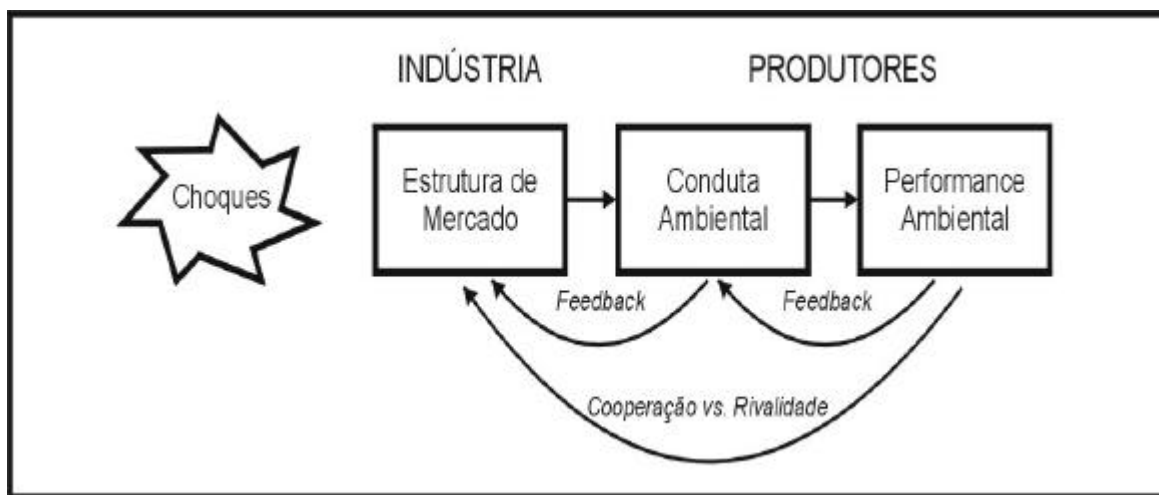 INDÚSTRIA
PRODUTORES
Choques
Estrutura de
Mercado
Conduta
Ambiental
Performance
Ambiental
Feedback
Feedback
Cooperação vs. Rivalidade